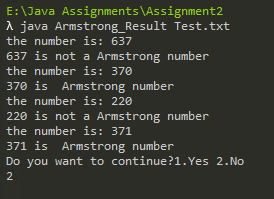 E:\Java Assignments\Assignment2
λ java Armstrong_Result Test.txt
the number is: 637
637 is not a Armstrong number
the number is: 370
370 is  Armstrong number
the number is: 220
220 is not a Armstrong number
the number is: 371
371 is  Armstrong number
Do you want to continue?1.Yes 2.No
2